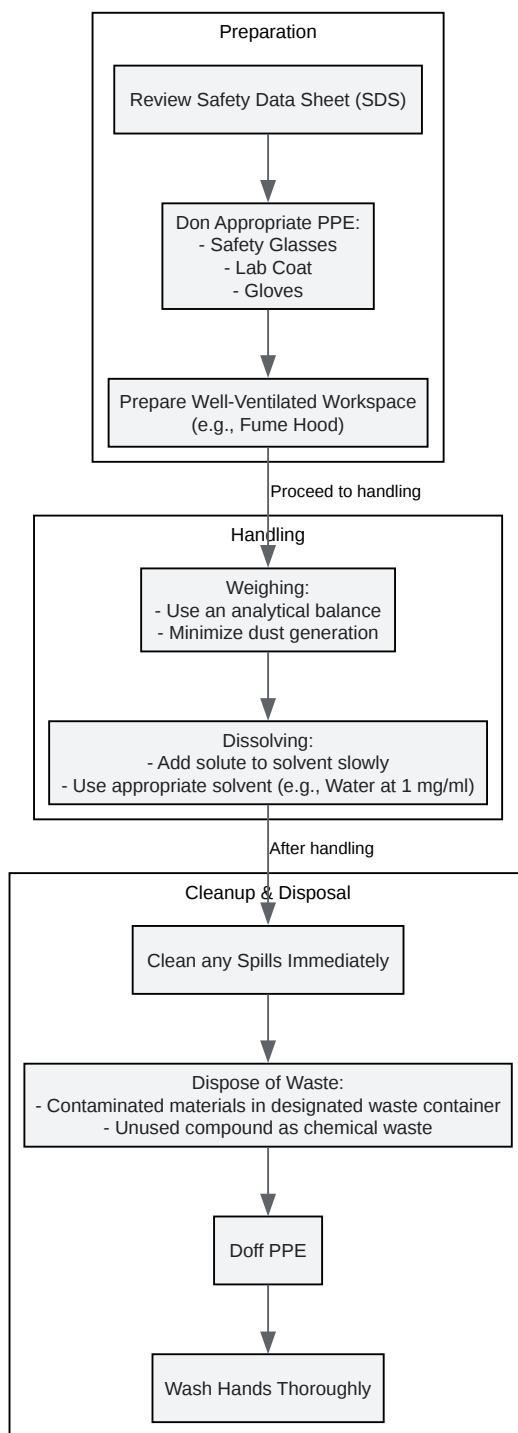 Preparation
Review Safety Data Sheet (SDS)
Don Appropriate PPE:
- Safety Glasses
- Lab Coat
- Gloves
Prepare Well-Ventilated Workspace
(e.g., Fume Hood)
Proceed to handling
Handling
Weighing:
- Use an analytical balance
- Minimize dust generation
Dissolving:
- Add solute to solvent slowly
- Use appropriate solvent (e.g., Water at 1 mg/ml)
After handling
Cleanup & Disposal
Clean any Spills Immediately
Dispose of Waste:
- Contaminated materials in designated waste container
- Unused compound as chemical waste
Doff PPE
Wash Hands Thoroughly